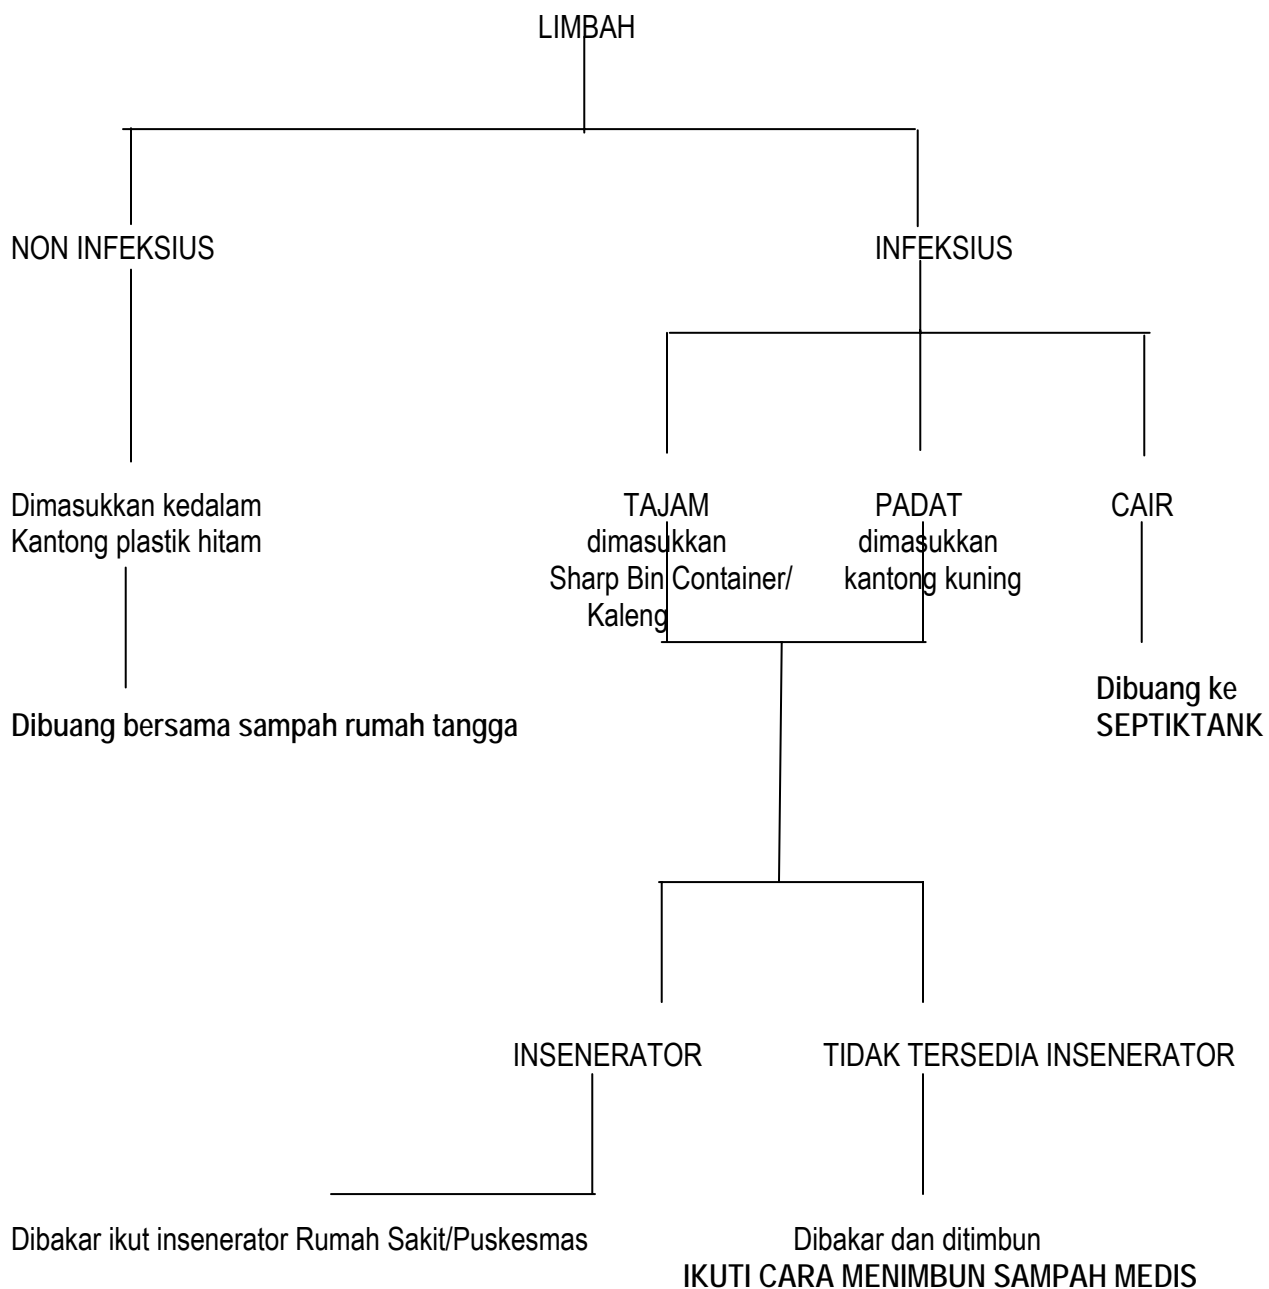 LIMBAH
NON INFEKSIUS
INFEKSIUS
Dimasukkan kedalam
Kantong plastik hitam
TAJAM
dimasukkan
Sharp Bin Container/
Kaleng
PADAT
dimasukkan
kantong kuning
CAIR
Dibuang bersama sampah rumah tangga
Dibuang ke
SEPTIKTANK
INSENERATOR
TIDAK TERSEDIA INSENERATOR
Dibakar ikut insenerator Rumah Sakit/Puskesmas
Dibakar dan ditimbun
IKUTI CARA MENIMBUN SAMPAH MEDIS